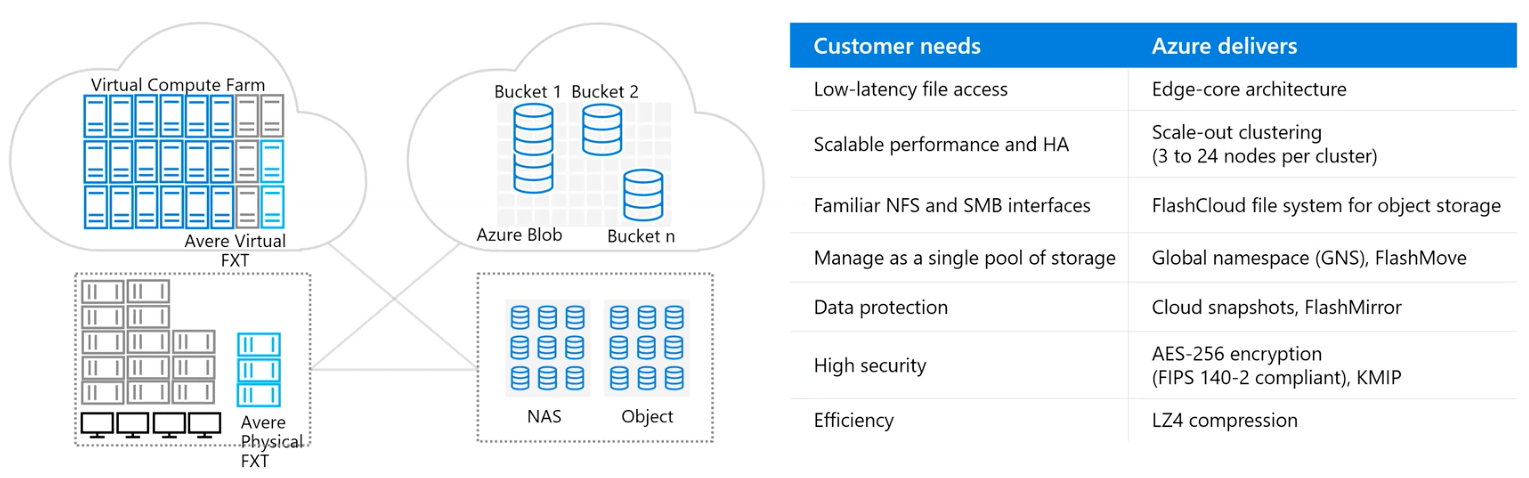 Virtual Compute Farm
Avere Virtual
FXT
Bucket 1 Bucket 2
Azure Blob
Bucket n
Avere
Physical
FXT
NAS
Object
Customer needs Azure delivers
Low-latency file access Edge-core architecture
Scalable performance and HA Scale-out clustering
(3 to 24 nodes per cluster)
Familiar NFS and SMB interfaces FlashCloud file system for object storage
Manage as a single pool of storage Global namespace (GNS), FlashMove
Data protection Cloud snapshots, FlashMirror
High security AES-256 encryption
(FIPS 140-2 compliant), KMIP
Efficiency LZ4 compression